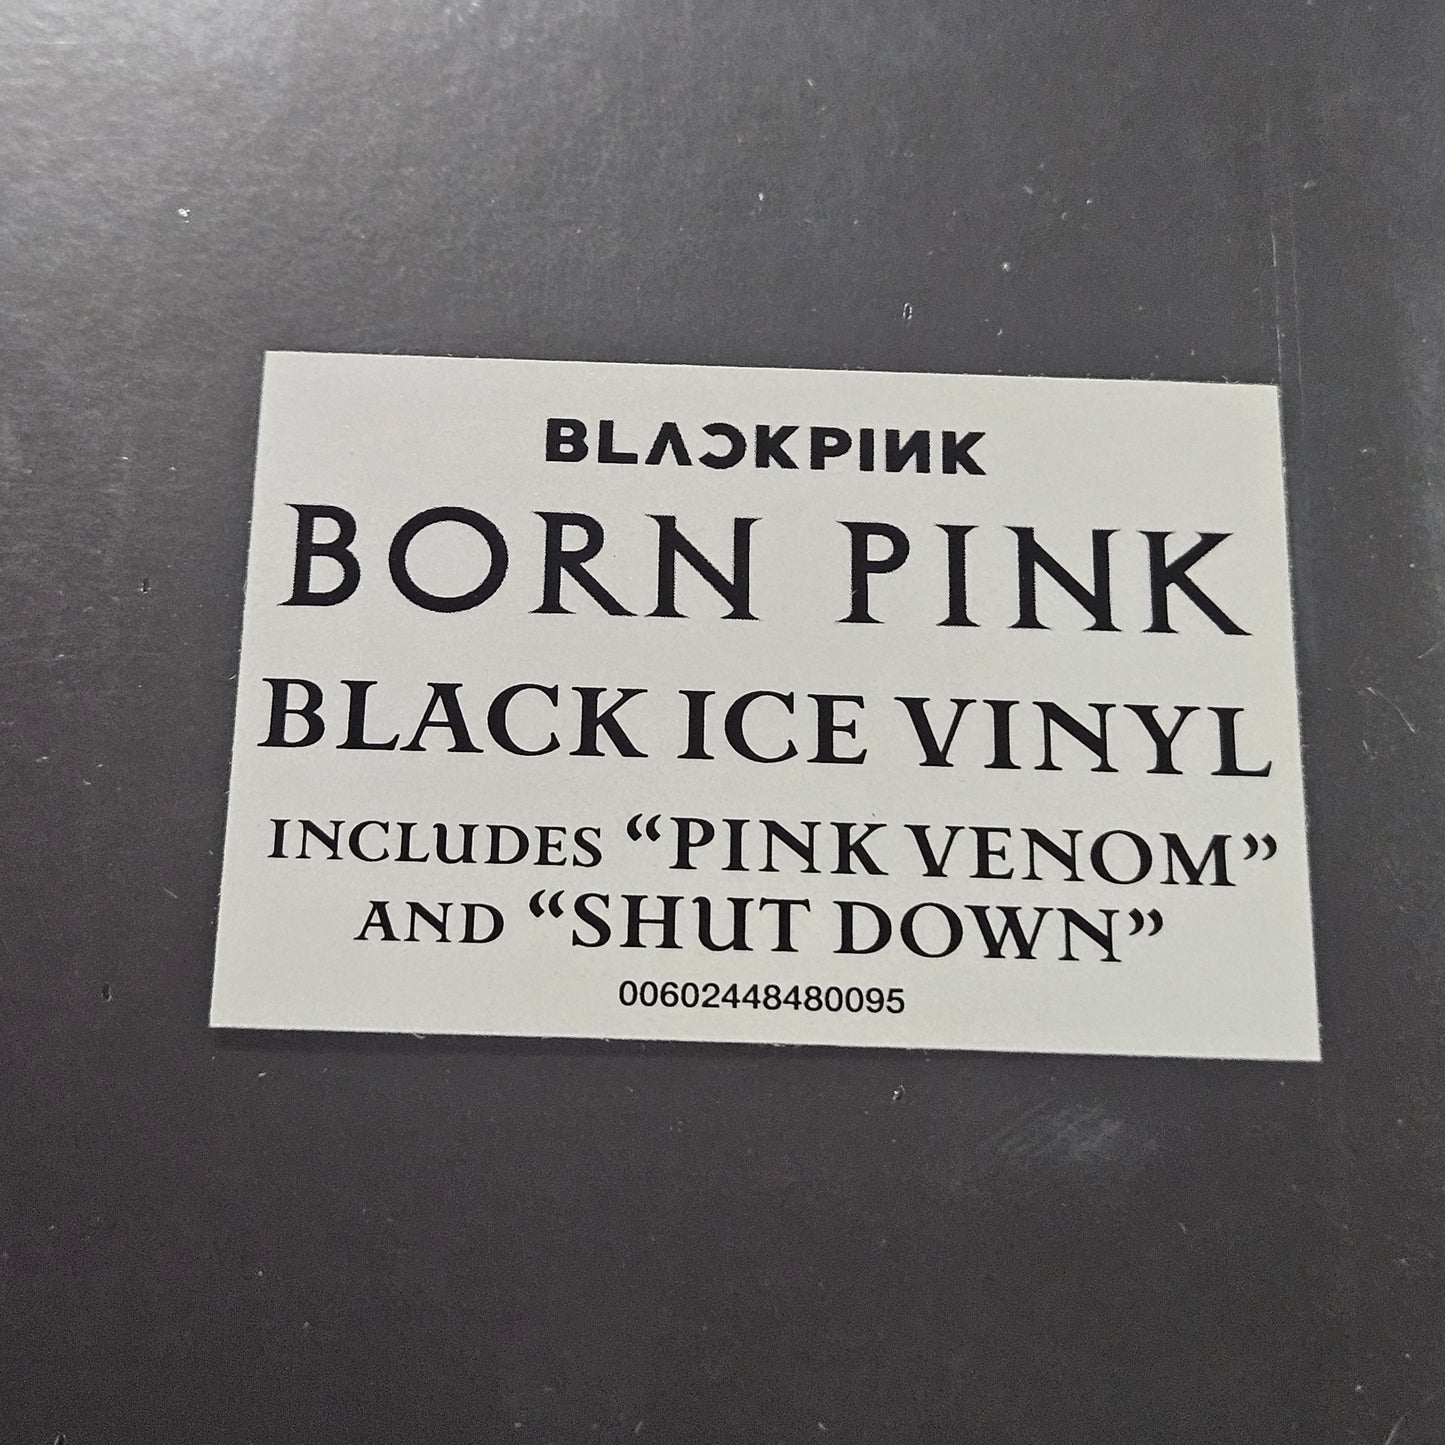 BLACKPINK
BORN PINK
BLACK ICE VINYL
INCLUDES “PINK VENOM”
AND “SHUT DOWN”
00602448480095